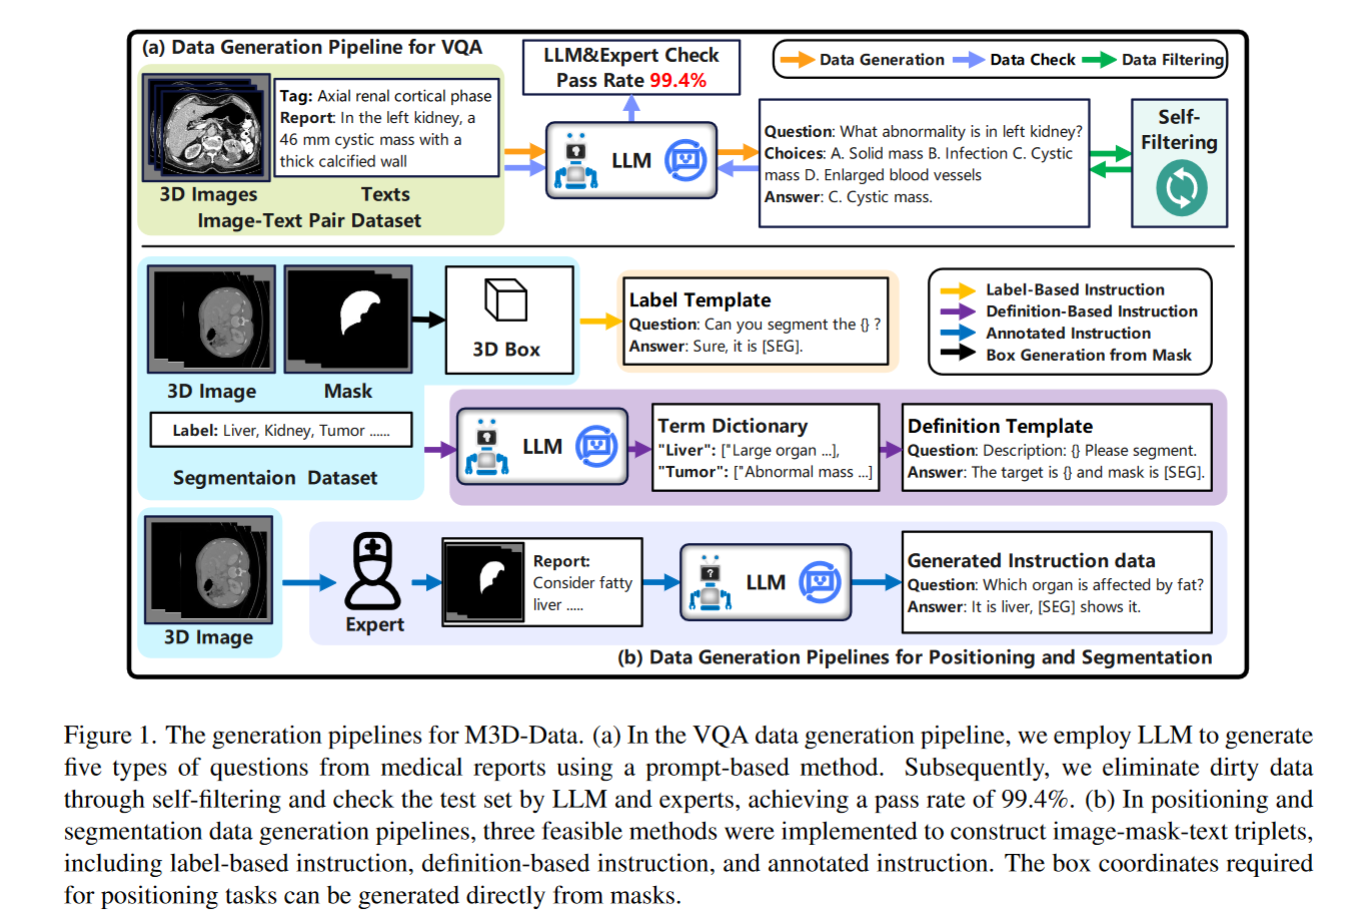 (a) Data Generation Pipeline for VQA
LLM&Expert Check
Pass Rate 99.4%
Data Generation
Data Check
Data Filtering
Tag: Axial renal cortical phase
Report: In the left kidney, a
46 mm cystic mass with a
thick calcified wall
3D Images
Texts
Image-Text Pair Dataset
LLM
Question: What abnormality is in left kidney?
Choices: A. Solid mass B. Infection C. Cystic
mass D. Enlarged blood vessels
Answer: C. Cystic mass.
Self-
Filtering
3D Image
Mask
3D Box
Label: Liver, Kidney, Tumor ......
Segmentaion Dataset
Label Template
Question: Can you segment the {} ?
Answer: Sure, it is [SEG].
Label-Based Instruction
Definition-Based Instruction
Annotated Instruction
Box Generation from Mask
LLM
Term Dictionary
"Liver": ["Large organ ...],
"Tumor": ["Abnormal mass ...]
Definition Template
Question: Description: {} Please segment.
Answer: The target is {} and mask is [SEG].
3D Image
Expert
Report:
Consider fatty
liver .....
LLM
Generated Instruction data
Question: Which organ is affected by fat?
Answer: It is liver, [SEG] shows it.
(b) Data Generation Pipelines for Positioning and Segmentation
Figure 1. The generation pipelines for M3D-Data. (a) In the VQA data generation pipeline, we employ LLM to generate
five types of questions from medical reports using a prompt-based method. Subsequently, we eliminate dirty data
through self-filtering and check the test set by LLM and experts, achieving a pass rate of 99.4%. (b) In positioning and
segmentation data generation pipelines, three feasible methods were implemented to construct image-mask-text triplets,
including label-based instruction, definition-based instruction, and annotated instruction. The box coordinates required
for positioning tasks can be generated directly from masks.